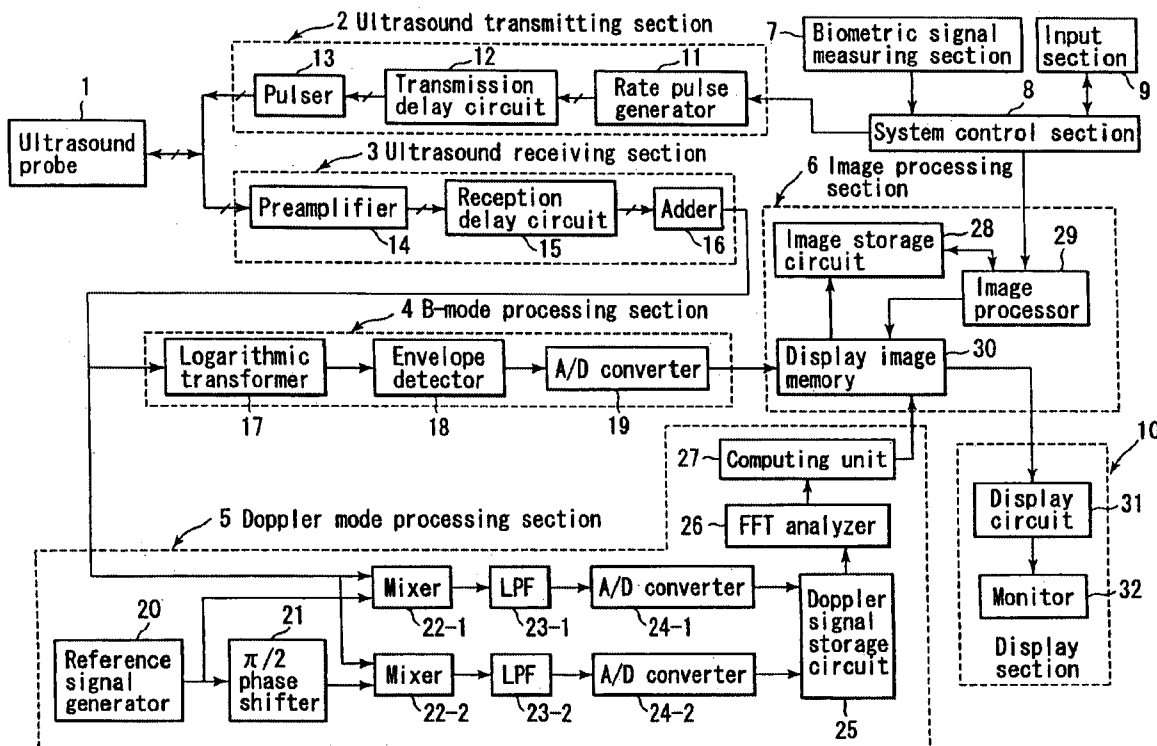 2 Ultrasound transmitting section
13
12
11
Pulser
Transmission
delay circuit
Rate pulse
generator
7
Biometric signal
measuring section
Input
section
9
8
System control section
1
Ultrasound
probe
3 Ultrasound receiving section
Preamplifier
Reception
delay circuit
Adder
14
15
16
6 Image processing
section
28
Image storage
circuit
29
Image
processor
Display image
memory
30
4 B-mode processing section
Logarithmic
transformer
Envelope
detector
A/D converter
17
18
19
10
Display
circuit
31
Monitor
32
Display
section
5 Doppler mode processing section
27
Computing unit
26
FFT analyzer
Mixer
LPF
A/D converter
22-1
23-1
24-1
20
Reference
signal
generator
21
π/2
phase
shifter
Mixer
LPF
A/D converter
22-2
23-2
24-2
Doppler
signal
storage
circuit
25